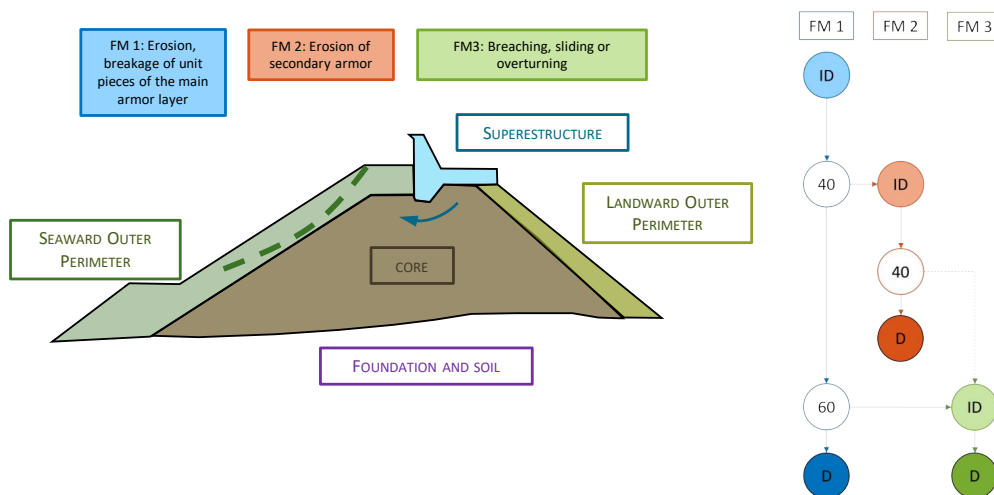 FM 1: Erosion,
breakage of unit
pieces of the main
armor layer
FM 2: Erosion of
secondary armor
FM3: Breaching, sliding or
overturning
SUPERESTRUCTURE
SEAWARD OUTER
PERIMETER
LANDWARD OUTER
PERIMETER
CORE
FOUNDATION AND SOIL
FM 1
FM 2
FM 3
ID
40
ID
40
D
60
ID
D
D